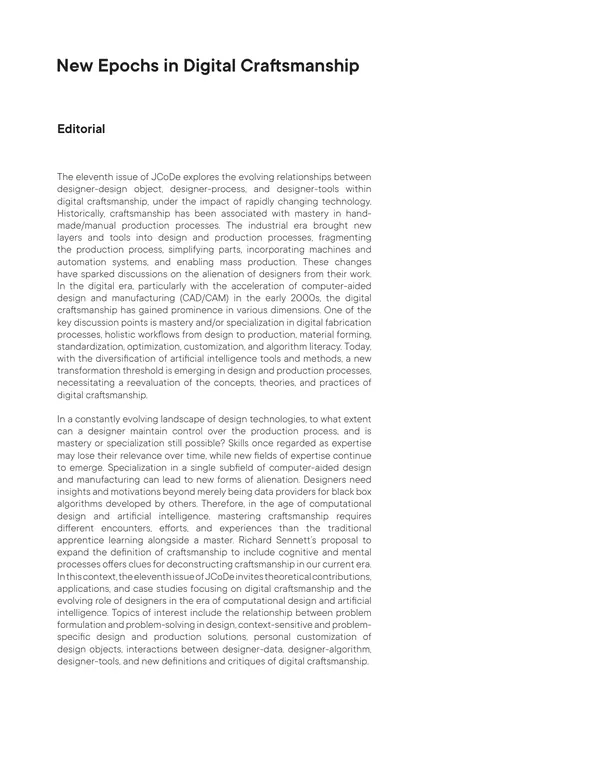 New Epochs in Digital Craftsmanship
Editorial
The eleventh issue of JCoDe explores the evolving relationships between
designer-design object, designer-process, and designer-tools within
digital craftsmanship, under the impact of rapidly changing technology.
Historically, craftsmanship has been associated with mastery in hand-
made/manual production processes. The industrial era brought new
layers and tools into design and production processes, fragmenting
the production process, simplifying parts, incorporating machines and
automation systems, and enabling mass production. These changes
have sparked discussions on the alienation of designers from their work.
In the digital era, particularly with the acceleration of computer-aided
design and manufacturing (CAD/CAM) in the early 2000s, the digital
craftsmanship has gained prominence in various dimensions. One of the
key discussion points is mastery and/or specialization in digital fabrication
processes, holistic workflows from design to production, material forming,
standardization, optimization, customization, and algorithm literacy. Today,
with the diversification of artificial intelligence tools and methods, a new
transformation threshold is emerging in design and production processes,
necessitating a reevaluation of the concepts, theories, and practices of
digital craftsmanship.
In a constantly evolving landscape of design technologies, to what extent
can a designer maintain control over the production process, and is
mastery or specialization still possible? Skills once regarded as expertise
may lose their relevance over time, while new fields of expertise continue
to emerge. Specialization in a single subfield of computer-aided design
and manufacturing can lead to new forms of alienation. Designers need
insights and motivations beyond merely being data providers for black box
algorithms developed by others. Therefore, in the age of computational
design and artificial intelligence, mastering craftsmanship requires
different encounters, efforts, and experiences than the traditional
apprentice learning alongside a master. Richard Sennett's proposal to
expand the definition of craftsmanship to include cognitive and mental
processes offers clues for deconstructing craftsmanship in our current era.
In this context, the eleventh issue of JCoDe invites theoretical contributions,
applications, and case studies focusing on digital craftsmanship and the
evolving role of designers in the era of computational design and artificial
intelligence. Topics of interest include the relationship between problem
formulation and problem-solving in design, context-sensitive and problem-
specific design and production solutions, personal customization of
design objects, interactions between designer-data, designer-algorithm,
designer-tools, and new definitions and critiques of digital craftsmanship.